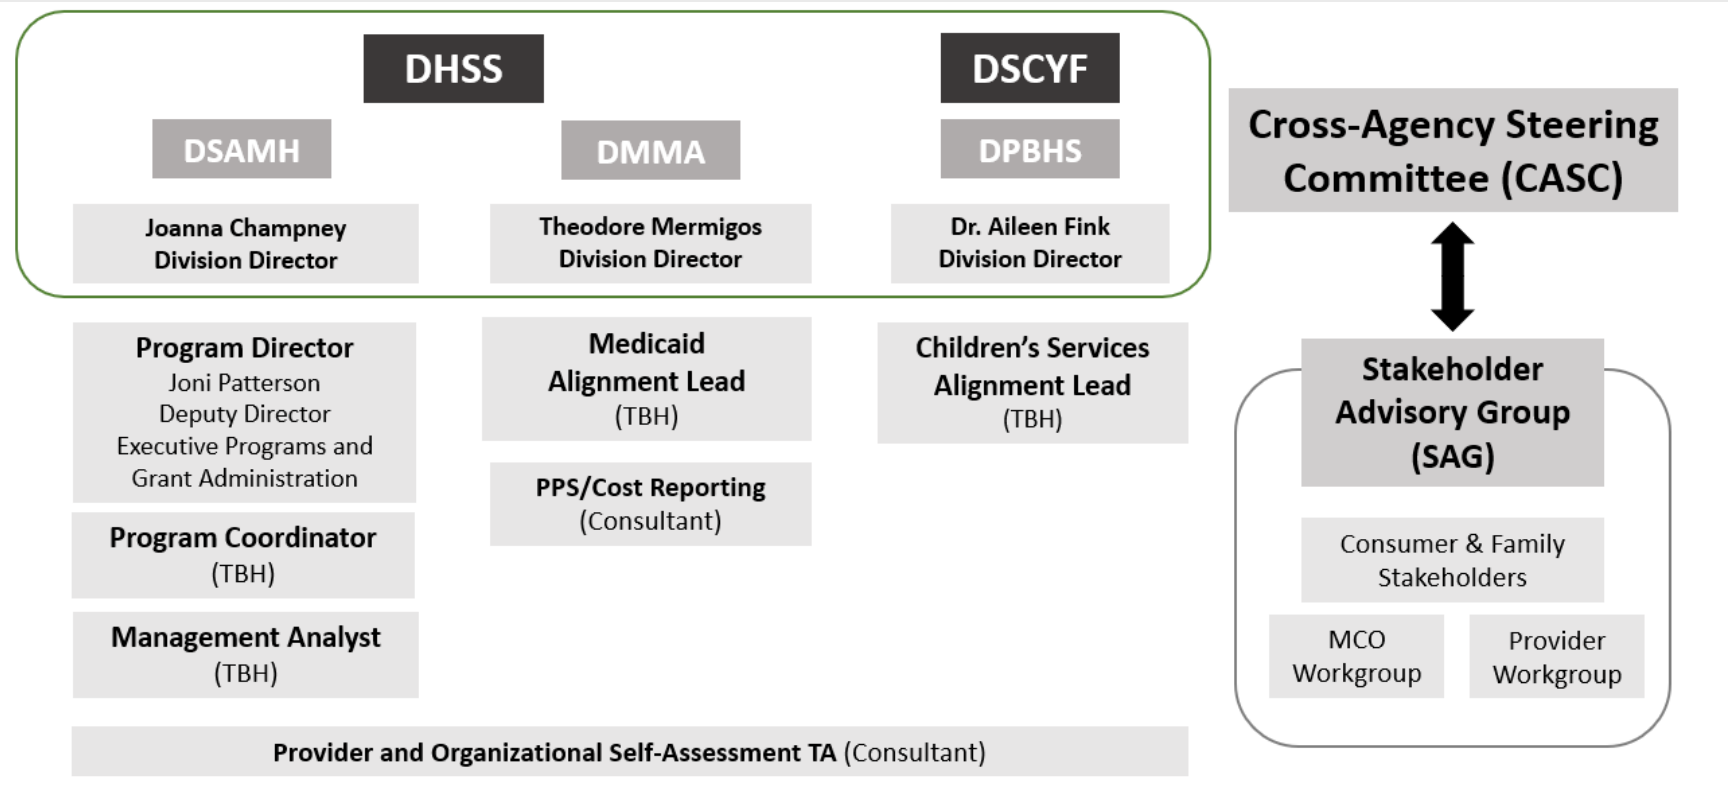 DHSS
DSCYF
DSAMH
DMMA
DPBHS
Joanna Champney
Division Director
Theodore Mermigos
Division Director
Dr. Aileen Fink
Division Director
Program Director
Joni Patterson
Deputy Director
Executive Programs and
Grant Administration
Program Coordinator
(TBH)
Management Analyst
(TBH)
Medicaid
Alignment Lead
(TBH)
PPS/Cost Reporting
(Consultant)
Children’s Services
Alignment Lead
(TBH)
Provider and Organizational Self-Assessment TA (Consultant)
Cross-Agency Steering
Committee (CASC)
Stakeholder
Advisory Group
(SAG)
Consumer & Family
Stakeholders
MCO
Workgroup
Provider
Workgroup